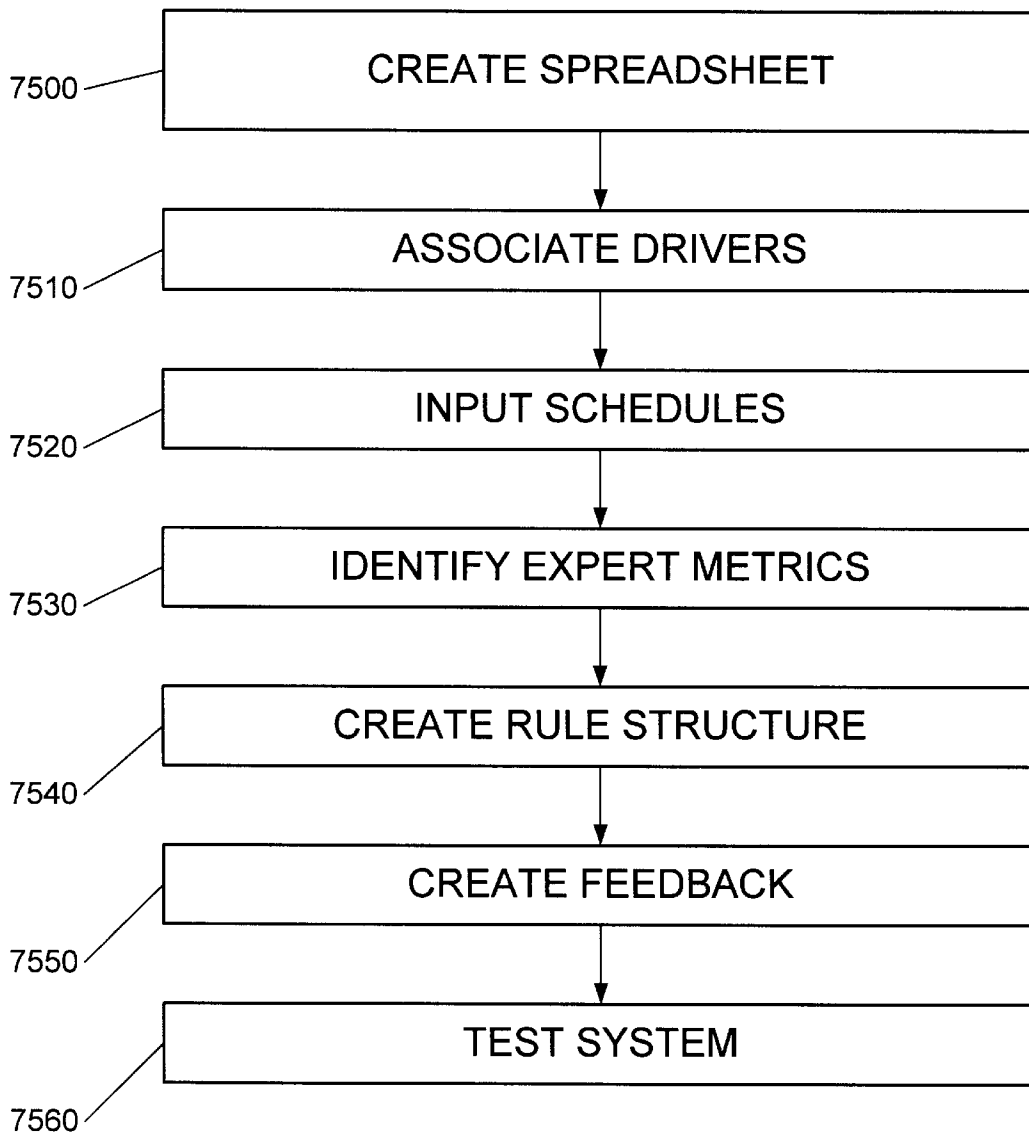 CREATE SPREADSHEET
7500
ASSOCIATE DRIVERS
7510
INPUT SCHEDULES
7520
IDENTIFY EXPERT METRICS
7530
CREATE RULE STRUCTURE
7540
CREATE FEEDBACK
7550
TEST SYSTEM
7560